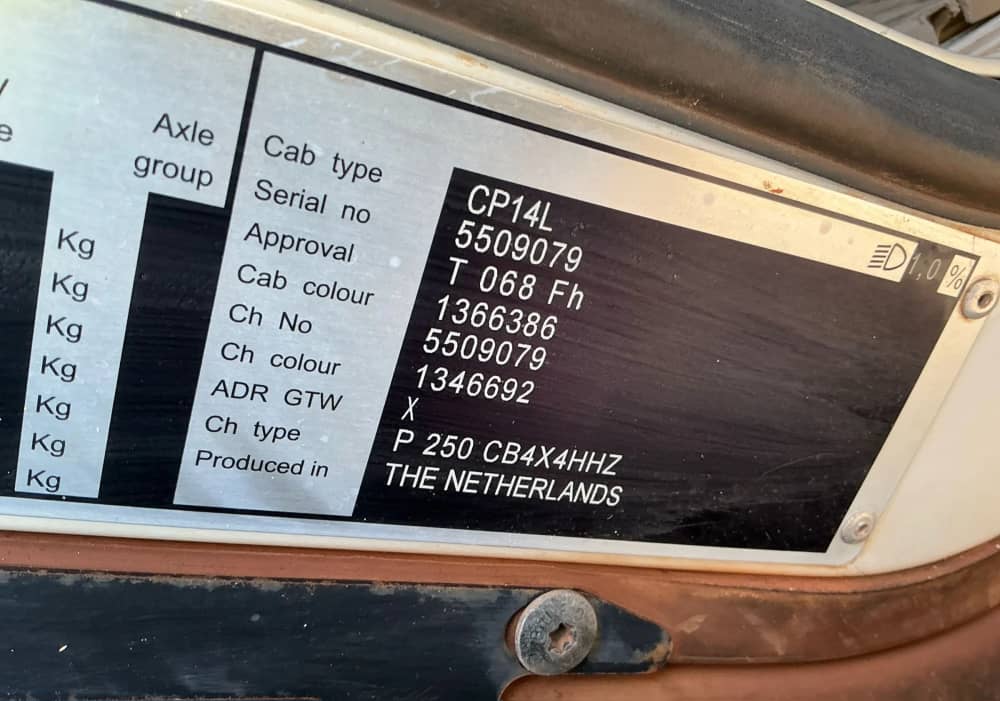 Axle
group
Kg
Kg
Kg
Kg
Kg
Kg
Kg
Cab type CP14L
Serial no 5509079
Approval T 068 Fh
Cab colour 1366386
Ch No 5509079
Ch colour 1346692
ADR GTW X
Ch type P 250 CB4X4HHZ
Produced in THE NETHERLANDS
1,0 %